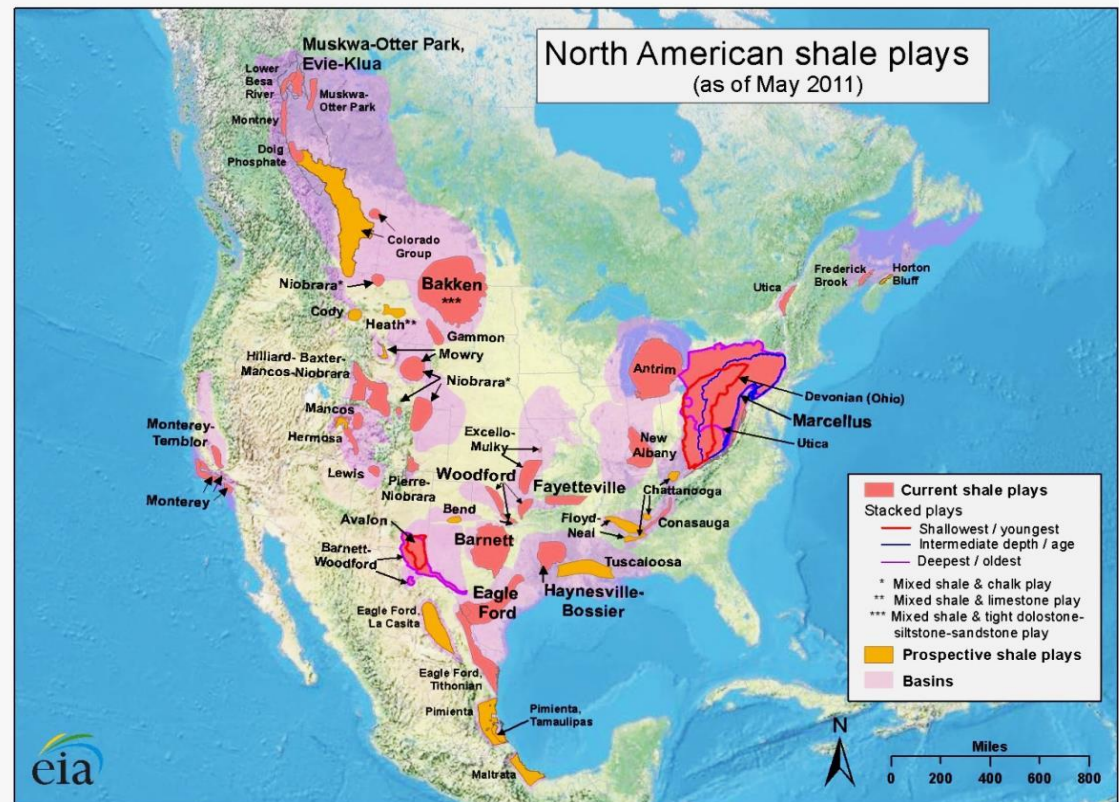 North American shale plays
(as of May 2011)
Muskwa-Otter Park,
Evie-Klua
Lower
Besa
River
Muskwa-
Otter Park
Montney
Doig
Phosphate
Colorado
Group
Niobrara*
Bakken
***
Cody
Heath**
Gammon
Mowry
Hilliard- Baxter-
Mancos-Niobrara
Niobrara*
Mancos
Hermosa
Monterey-
Temblor
Monterey
Lewis
Pierre-
Niobrara
Excello-
Mulky
Woodford
Fayetteville
Bend
Avalon
Barnett-
Woodford
Barnett
Eagle
Ford
Haynesville-
Bossier
Tuscaloosa
Floyd-
Neal
Chattanooga
Conasauga
New
Albany
Antrim
Devonian (Ohio)
Marcellus
Utica
Utica
Frederick
Brook
Horton
Bluff
Eagle Ford,
La Casita
Eagle Ford,
Tithonian
Pimienta
Pimienta,
Tamaulipas
Maltrata
Current shale plays
Stacked plays
Shallowest / youngest
Intermediate depth / age
Deepest / oldest
* Mixed shale & chalk play
** Mixed shale & limestone play
*** Mixed shale & tight dolostone-
siltstone-sandstone play
Prospective shale plays
Basins
N
Miles
0 200 400 600 800
eia